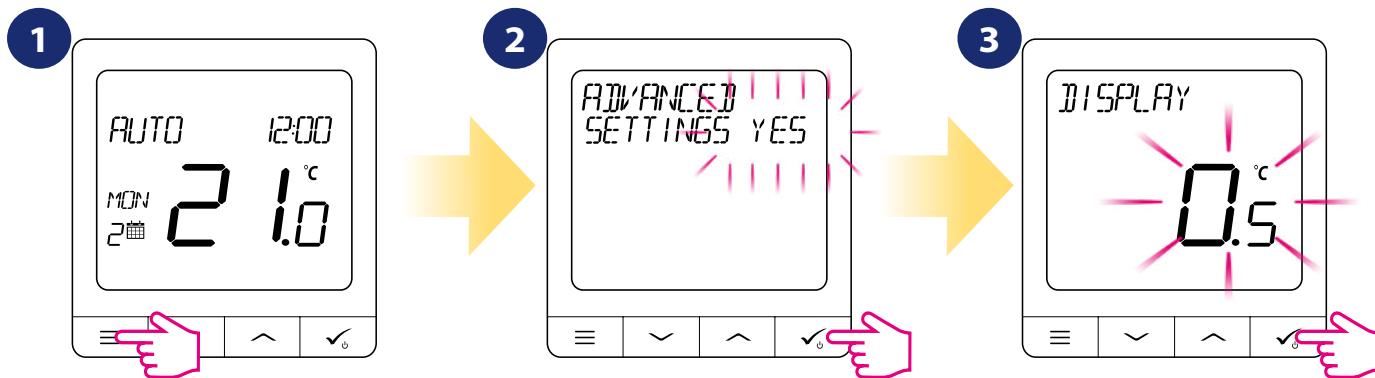 1
AUTO 12:00
MON
2
21.0 °C
2
ADVANCED
SETTINGS YES
3
DISPLAY
0.5 °C